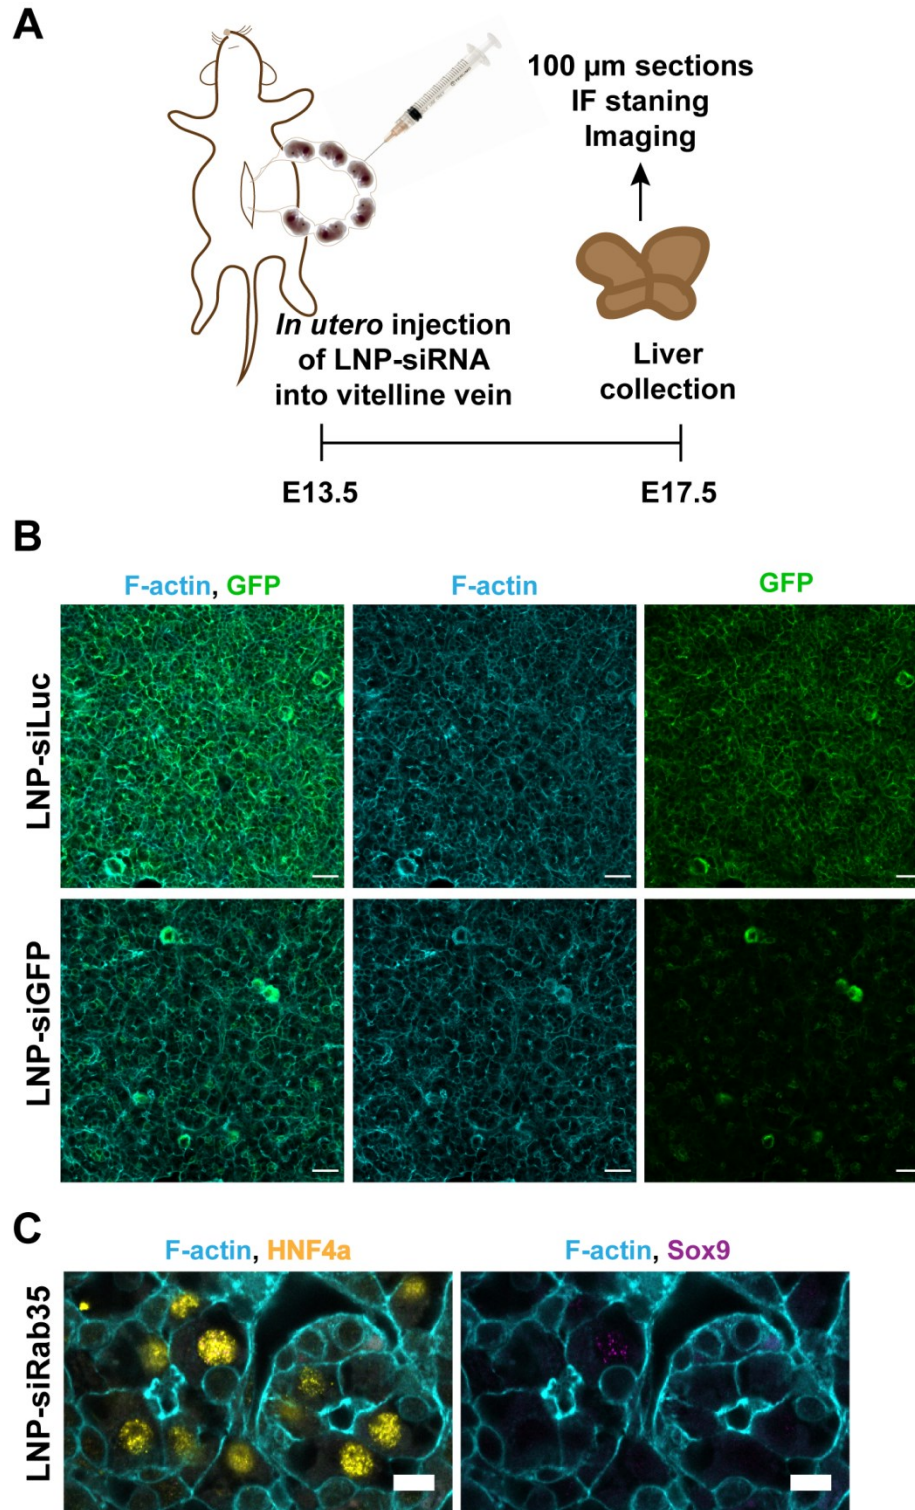 A
100 µm sections
IF staning
Imaging
In utero injection
of LNP-siRNA
into vitelline vein
Liver
collection
E13.5
E17.5
B
F-actin, GFP
F-actin
GFP
LNP-siLuc
LNP-siGFP
C
F-actin, HNF4a
F-actin, Sox9
LNP-siRab35